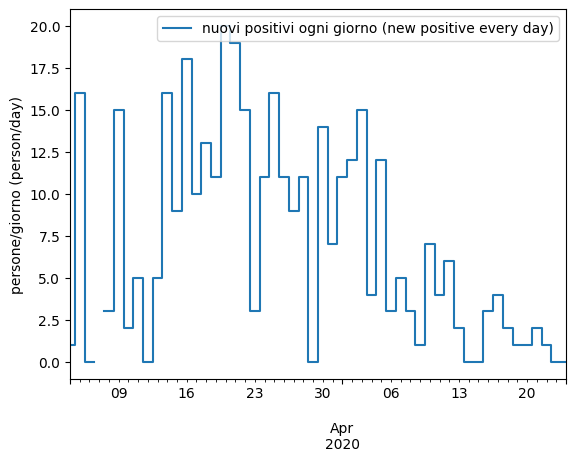 nuovi positivi ogni giorno (new positive every day)
persone/giorno (person/day)
20.0
17.5
15.0
12.5
10.0
7.5
5.0
2.5
0.0
09 16 23 30 06 13 20
Apr
2020